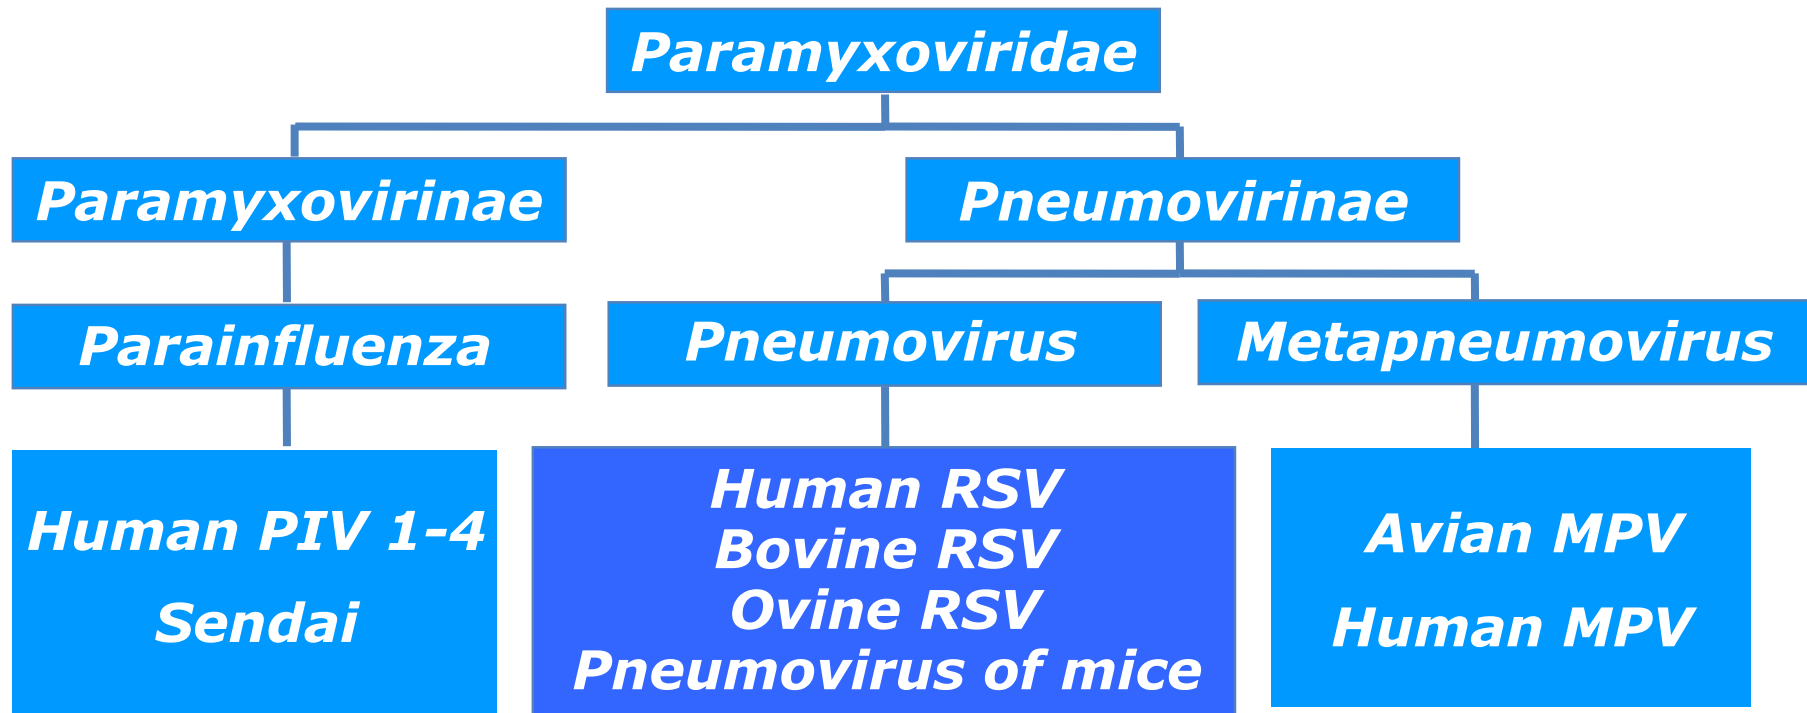 Paramyxoviridae
Paramyxovirinae
Pneumovirinae
Parainfluenza
Pneumovirus
Metapneumovirus
Human PIV 1-4
Sendai
Human RSV
Bovine RSV
Ovine RSV
Pneumovirus of mice
Avian MPV
Human MPV